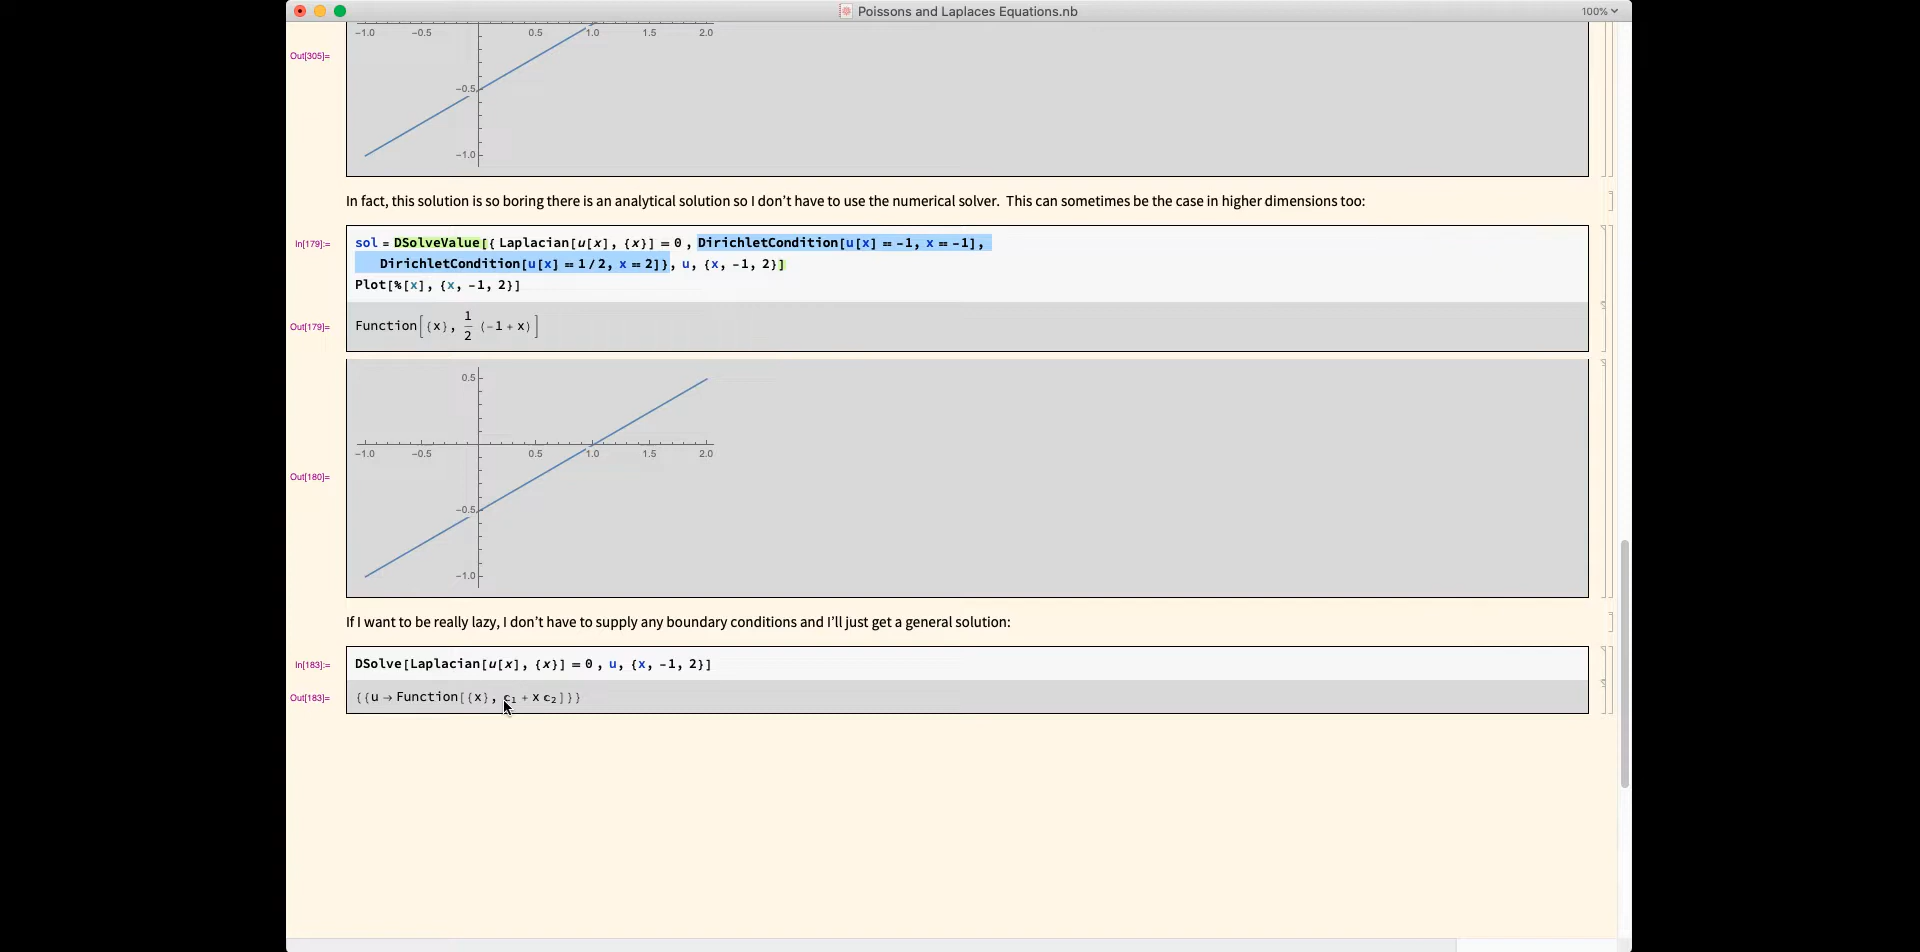 Poissons and Laplaces Equations.nb
100%
-1.0 -0.5 0.5 1.0 1.5 2.0
Out[305]=
-0.5
-1.0
In fact, this solution is so boring there is an analytical solution so I don't have to use the numerical solver. This can sometimes be the case in higher dimensions too:
In[179]:= sol = DSolveValue[{ Laplacian[u[x], {x}] == 0 , DirichletCondition[u[x] == -1, x == -1],
DirichletCondition[u[x] == 1/2, x == 2]}, u, {x, -1, 2}]
Plot[%[x], {x, -1, 2}]
Out[179]= Function[{x}, 1/2 (-1 + x)]
0.5
-1.0 -0.5 0.5 1.0 1.5 2.0
Out[180]=
-0.5
-1.0
If I want to be really lazy, I don't have to supply any boundary conditions and I'll just get a general solution:
In[183]:= DSolve[Laplacian[u[x], {x}] == 0 , u, {x, -1, 2}]
Out[183]= {{u → Function[{x}, c₁ + x c₂]}}